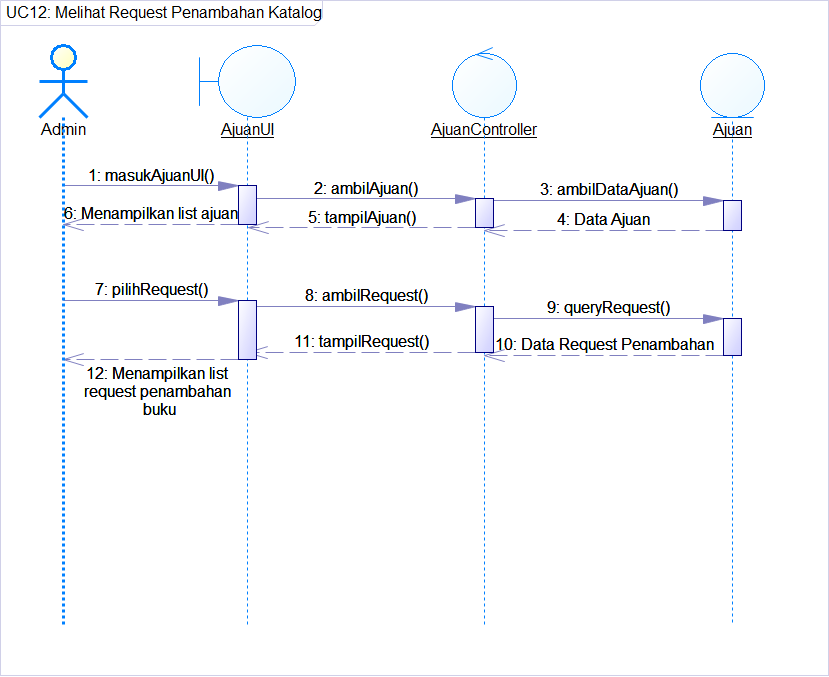 UC12: Melihat Request Penambahan Katalog
Admin
AjuanUI
AjuanController
Ajuan
1: masukAjuanUI()
2: ambilAjuan()
3: ambilDataAjuan()
6: Menampilkan list ajuan
5: tampilAjuan()
4: Data Ajuan
7: pilihRequest()
8: ambilRequest()
9: queryRequest()
11: tampilRequest()
10: Data Request Penambahan
12: Menampilkan list
request penambahan
buku